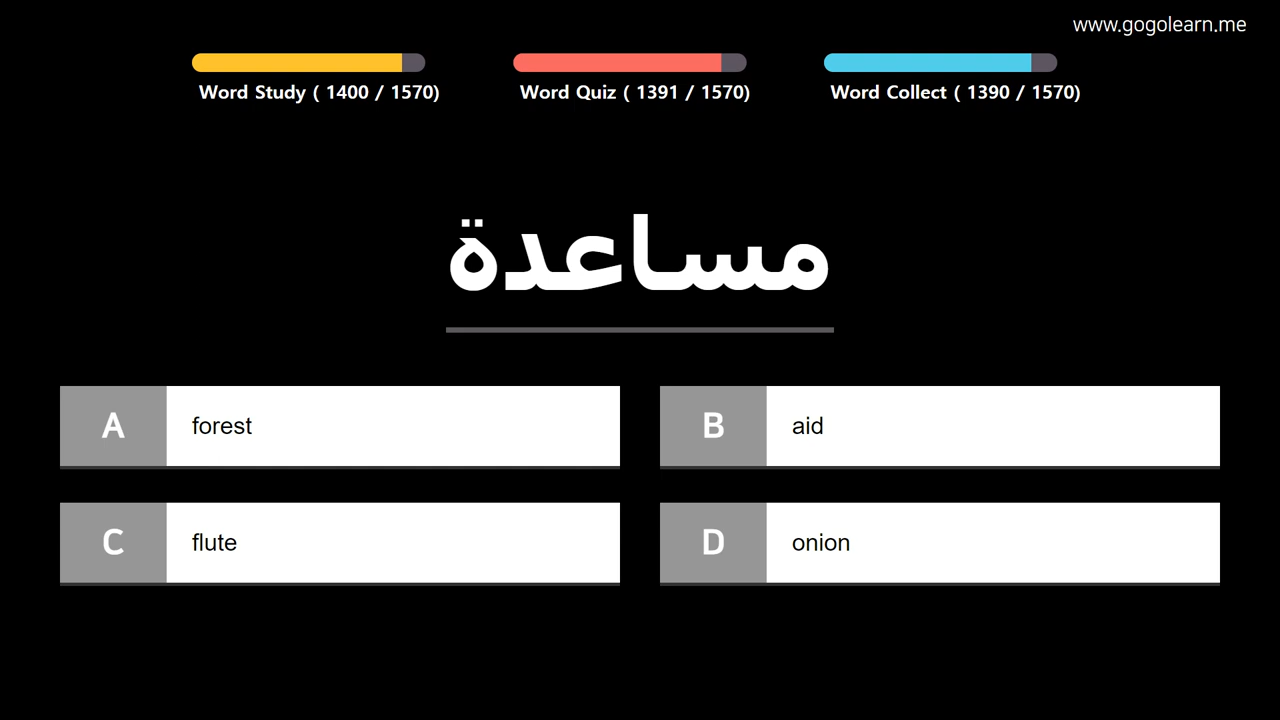 www.gogolearn.me
Word Study ( 1400 / 1570)
Word Quiz ( 1391 / 1570)
Word Collect ( 1390 / 1570)
مساعدة
A forest
B aid
C flute
D onion